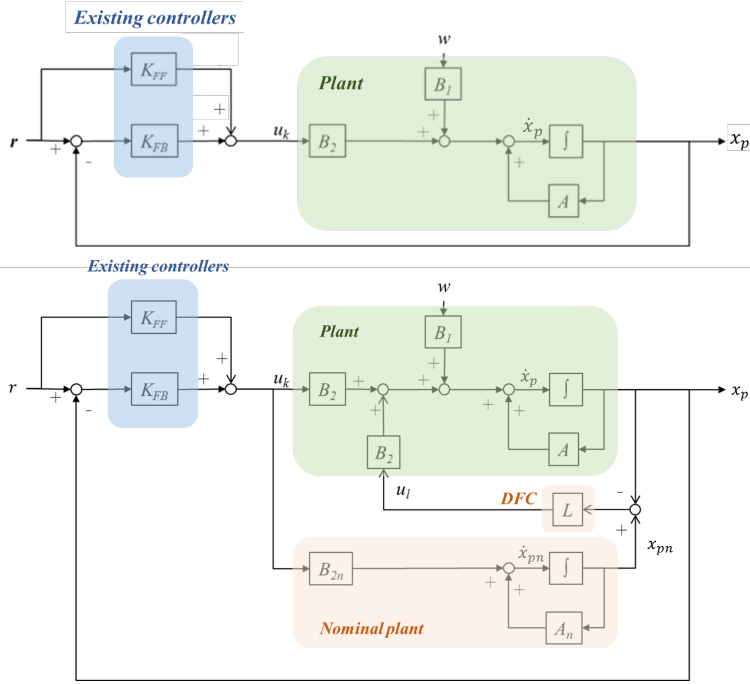 Existing controllers
w
K_FF
B_1
Plant
+
+
ẋ_p
r
+
-
K_FB
+
u_k
B_2
+
+
∫
x_p
A
Existing controllers
w
K_FF
B_1
Plant
+
+
ẋ_p
r
+
-
K_FB
+
u_k
B_2
+
+
+
+
+
∫
x_p
B_2
A
u_l
DFC
L
-
+
x_pn
ẋ_pn
B_2n
+
+
∫
Nominal plant
A_n